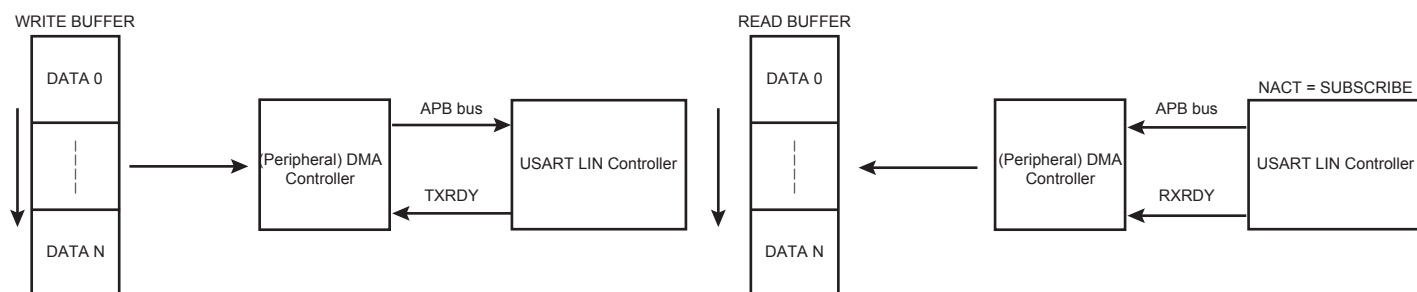 WRITE BUFFER
DATA 0
DATA N
(Peripheral) DMA
Controller
APB bus
TXRDY
USART LIN Controller
READ BUFFER
DATA 0
DATA N
(Peripheral) DMA
Controller
APB bus
RXRDY
NACT = SUBSCRIBE
USART LIN Controller